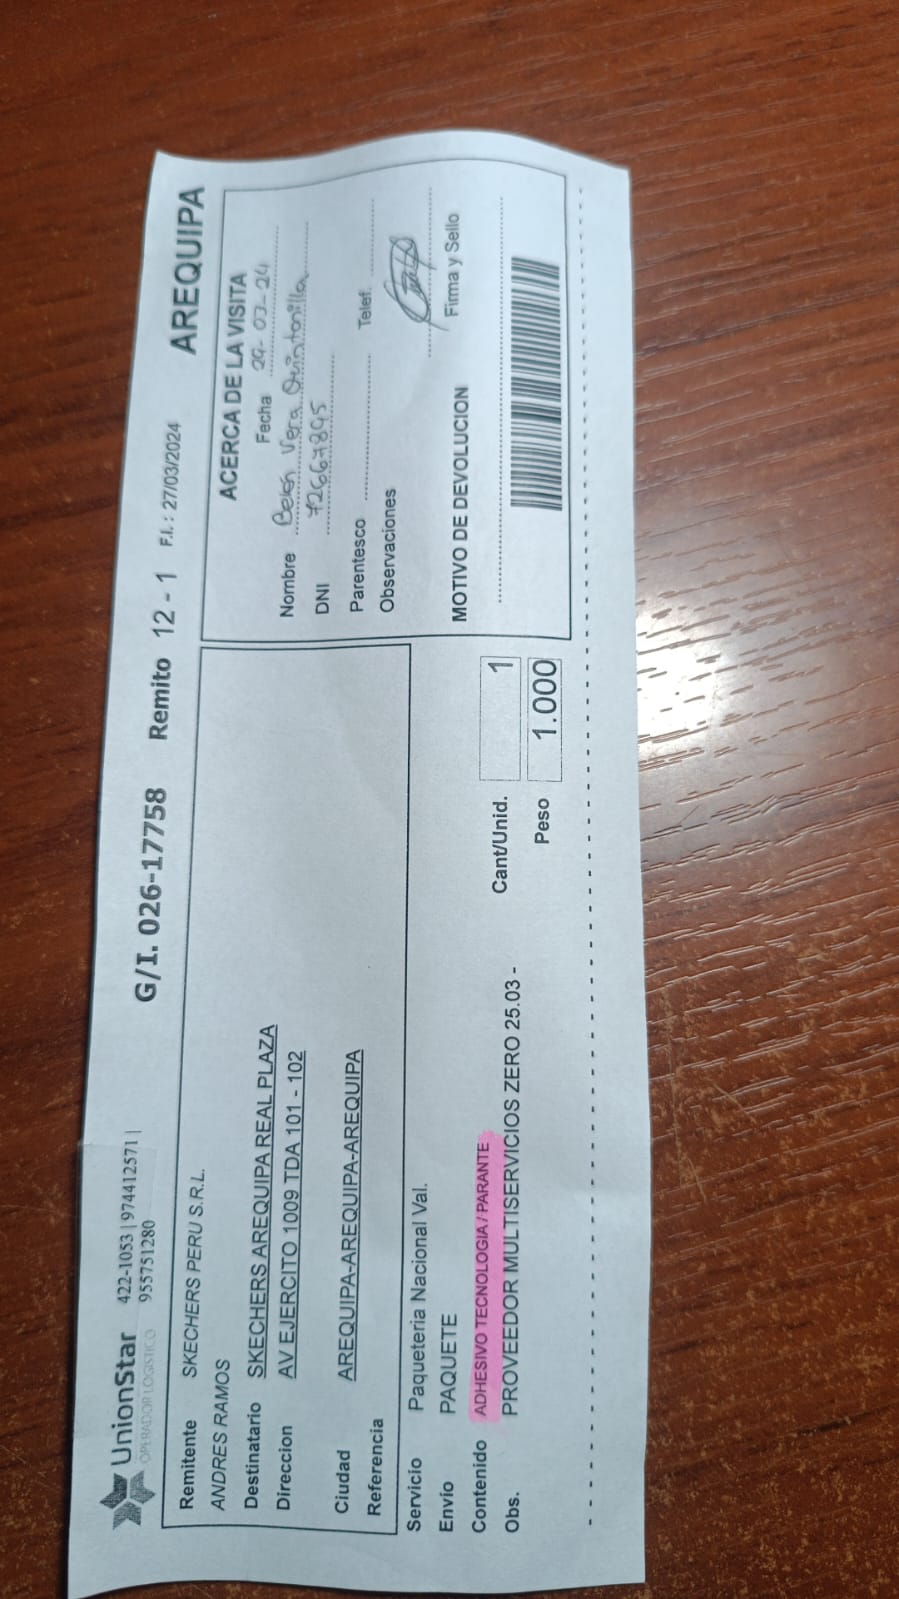 UnionStar 422-1053 | 974412571 |
OPERADOR LOGISTICO 955751280
G/I. 026-17758 Remito 12 - 1 F.I.: 27/03/2024 AREQUIPA
Remitente SKECHERS PERU S.R.L.
ANDRES RAMOS
Destinatario SKECHERS AREQUIPA REAL PLAZA
Direccion AV EJERCITO 1009 TDA 101 - 102
Ciudad AREQUIPA-AREQUIPA-AREQUIPA
Referencia
Servicio Paqueteria Nacional Val.
Envio PAQUETE
Contenido ADHESIVO TECNOLOGIA / PARANTE
Obs. PROVEEDOR MULTISERVICIOS ZERO 25.03 -
Cant/Unid. 1
Peso 1.000
ACERCA DE LA VISITA
Fecha 29-03-24
Nombre Belén Vera Quintanilla
DNI 72667895
Parentesco Telef.
Observaciones
Firma y Sello
MOTIVO DE DEVOLUCION